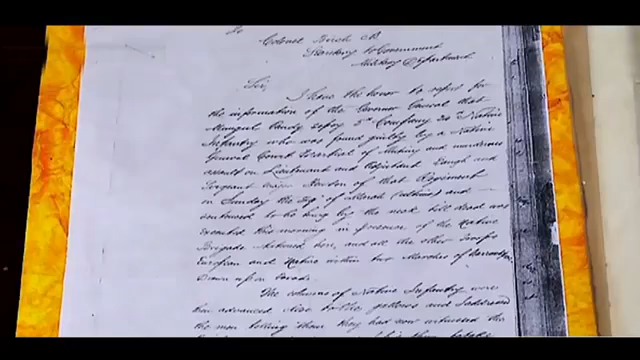 To
Colonel Birch CB
Secretary to Government
Military Department
Sir,
I have the honor to report for
the information of the Governor General that
Mungul Pandy sepoy 5th Company 34 Native
Infantry who was found guilty by a Native
General Court Martial of Mutiny and murderous
assault on Lieutenant and Adjutant Baugh and
Sergeant Major Hewson of that Regiment
on Sunday the 29 of March (ultimo) and
sentenced to be hung by the neck till dead was
executed this morning in presence of the Native
Brigade stationed here, and all the other Troops
European and Native within two Marches of Barrackpore
Drawn up on Parade.
The columns of Native Infantry were
then advanced close to the gallows and I addressed
the men telling them they had now witnessed the